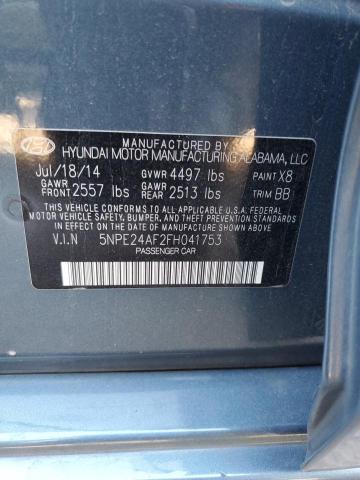 MANUFACTURED BY
HYUNDAI MOTOR MANUFACTURING ALABAMA, LLC
Jul/18/14 GVWR 4497 lbs PAINT X8
GAWR FRONT 2557 lbs GAWR REAR 2513 lbs TRIM BB
THIS VEHICLE CONFORMS TO ALL APPLICABLE U.S. FEDERAL
MOTOR VEHICLE SAFETY, BUMPER, AND THEFT PREVENTION
STANDARDS IN EFFECT ON THE DATE OF MANUFACTURE
SHOWN ABOVE.
V.I.N 5NPE24AF2FH041753
PASSENGER CAR